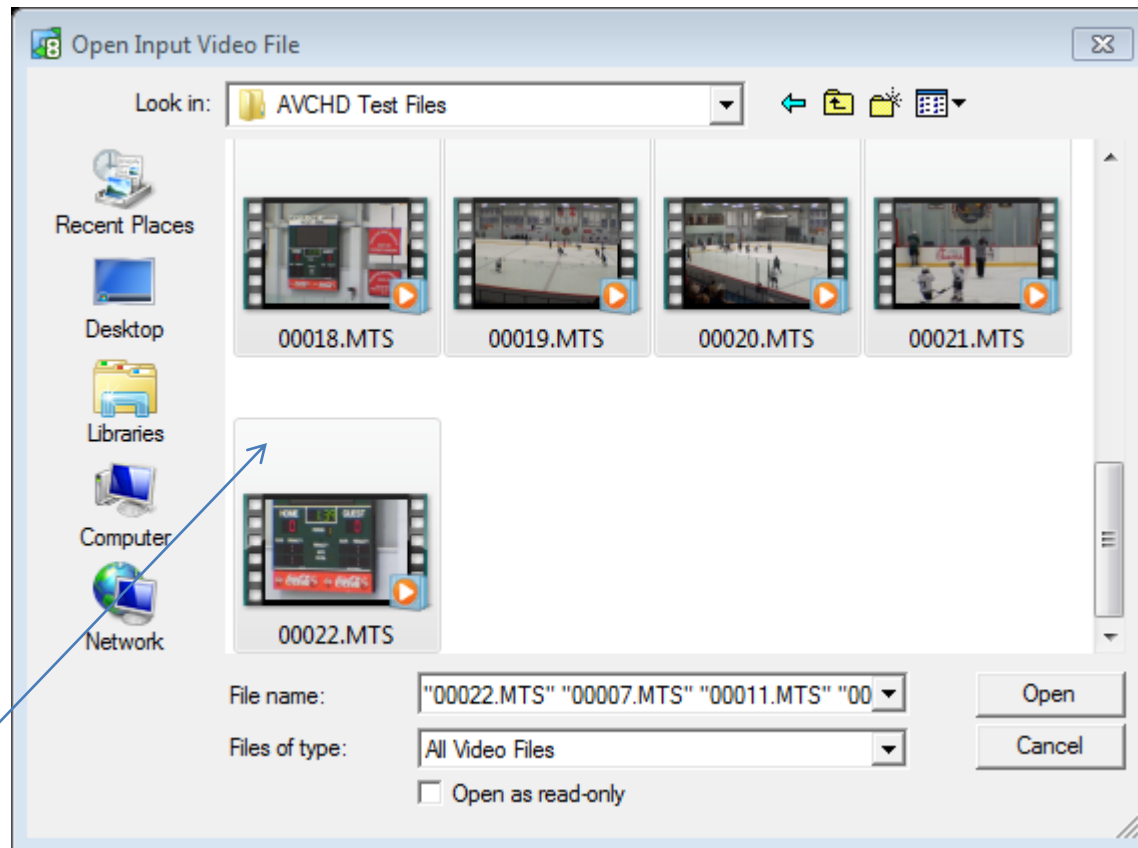 Open Input Video File
Look in:
AVCHD Test Files
Recent Places
Desktop
Libraries
Computer
Network
00018.MTS
00019.MTS
00020.MTS
00021.MTS
HOME
GUEST
00022.MTS
File name:
"00022.MTS" "00007.MTS" "00011.MTS" "00
Open
Files of type:
All Video Files
Cancel
Open as read-only